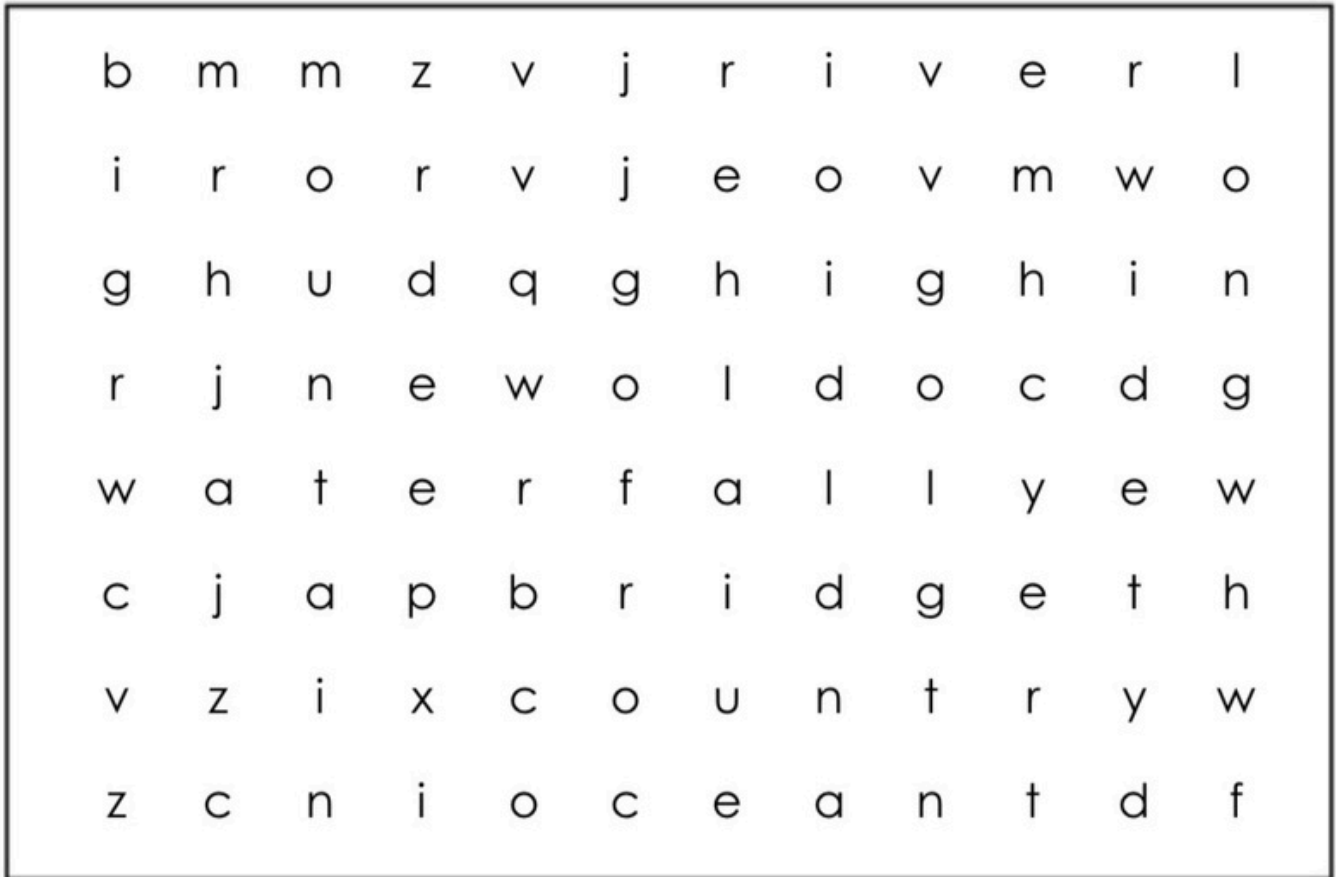 b m m z v j r i v e r l
i r o r v j e o v m w o
g h u d q g h i g h i n
r j n e w o l d o c d g
w a t e r f a l l y e w
c j a p b r i d g e t h
v z i x c o u n t r y w
z c n i o c e a n t d f